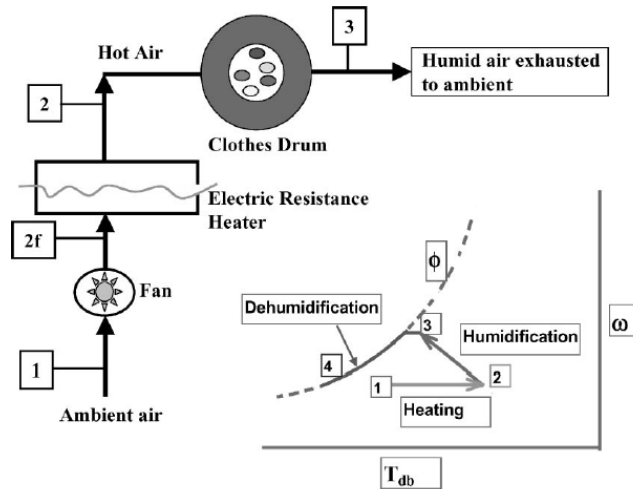 3
Hot Air
Humid air exhausted
to ambient
2
Clothes Drum
Electric Resistance
Heater
2f
Fan
1
Ambient air
ϕ
Dehumidification
ω
3
Humidification
4
1
2
Heating
T_db